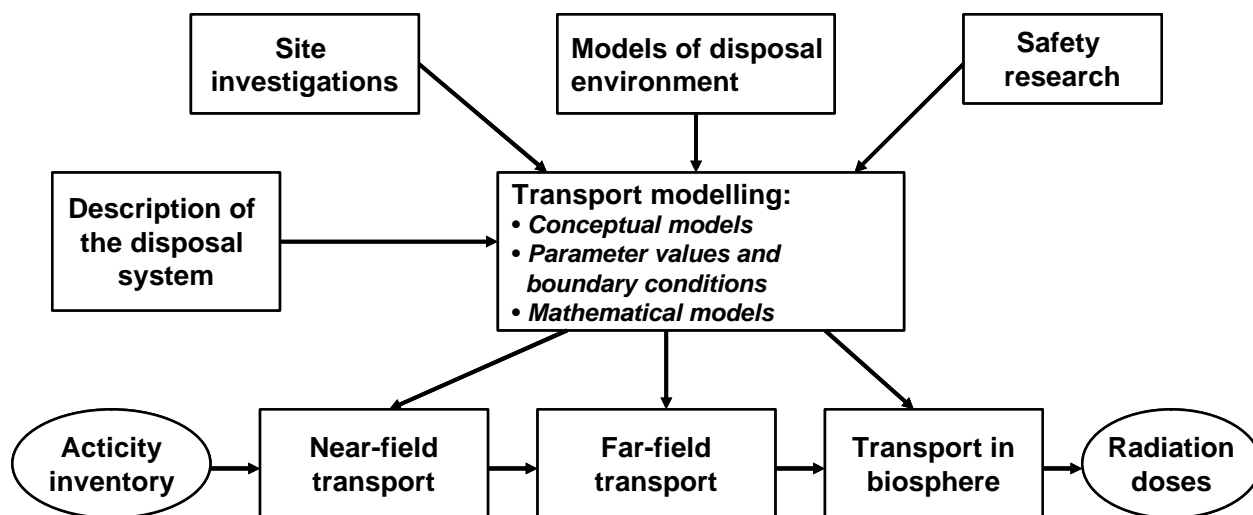 Site
investigations
Models of disposal
environment
Safety
research
Description of
the disposal
system
Transport modelling:
• Conceptual models
• Parameter values and
boundary conditions
• Mathematical models
Acticity
inventory
Near-field
transport
Far-field
transport
Transport in
biosphere
Radiation
doses